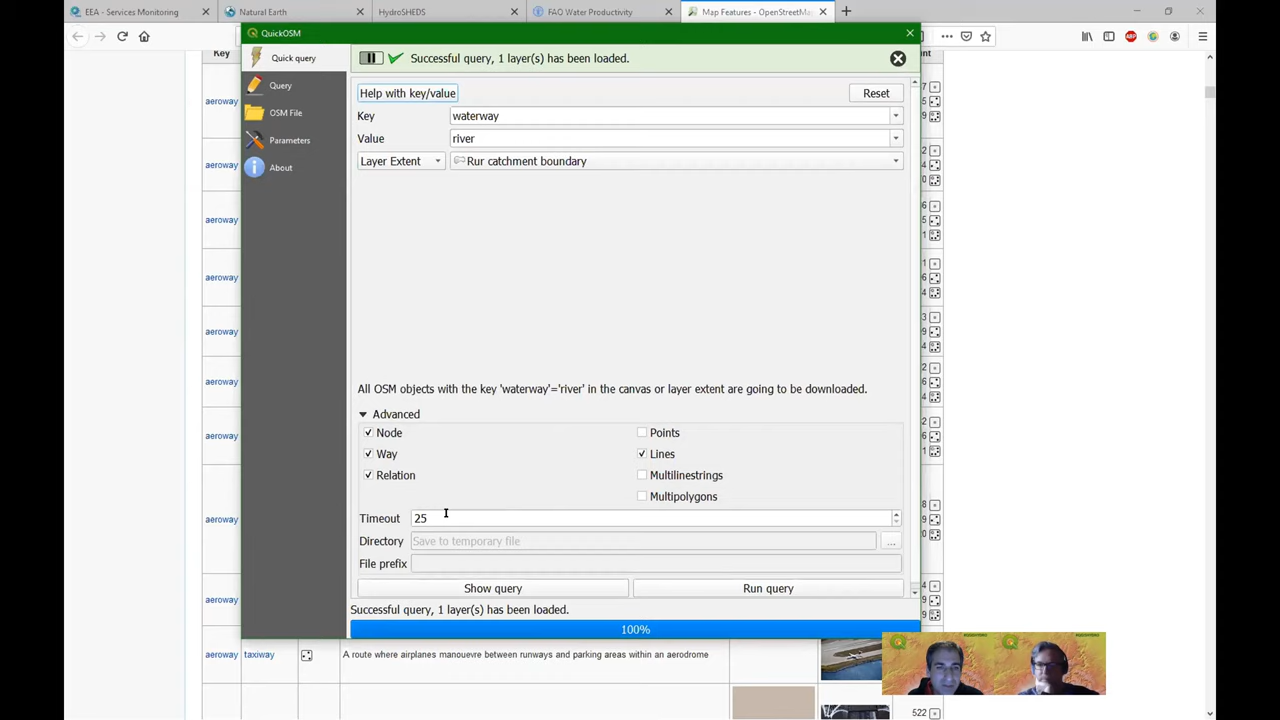 EEA - Services Monitoring
Natural Earth
HydroSHEDS
FAO Water Productivity
Map Features - OpenStreetMa
QuickOSM
Key
Quick query
Successful query, 1 layer(s) has been loaded.
Query
Help with key/value
Reset
aeroway
OSM File
Key
waterway
Parameters
Value
river
aeroway
Layer Extent
Rur catchment boundary
About
aeroway
aeroway
aeroway
aeroway
All OSM objects with the key 'waterway'='river' in the canvas or layer extent are going to be downloaded.
Advanced
aeroway
Node
Points
Way
Lines
Relation
Multilinestrings
Multipolygons
aeroway
Timeout
25
Directory
Save to temporary file
...
File prefix
Show query
Run query
aeroway
Successful query, 1 layer(s) has been loaded.
100%
aeroway
taxiway
A route where airplanes manouevre between runways and parking areas within an aerodrome
522